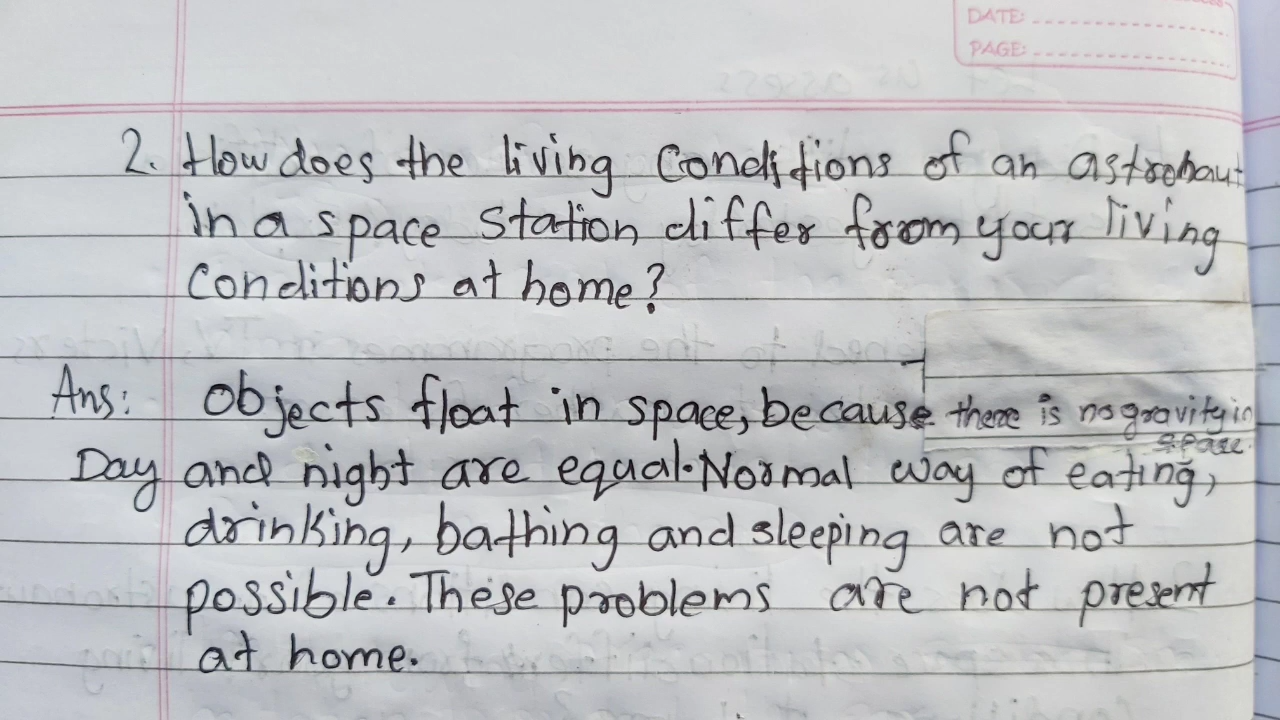 DATE:
PAGE:
2. How does the living Conditions of an astronaut
in a space station differ from your living
Conditions at home?
Ans: Objects float in space, because there is no gravity in
space.
Day and night are equal. Normal way of eating,
drinking, bathing and sleeping are not
possible. These problems are not present
at home.